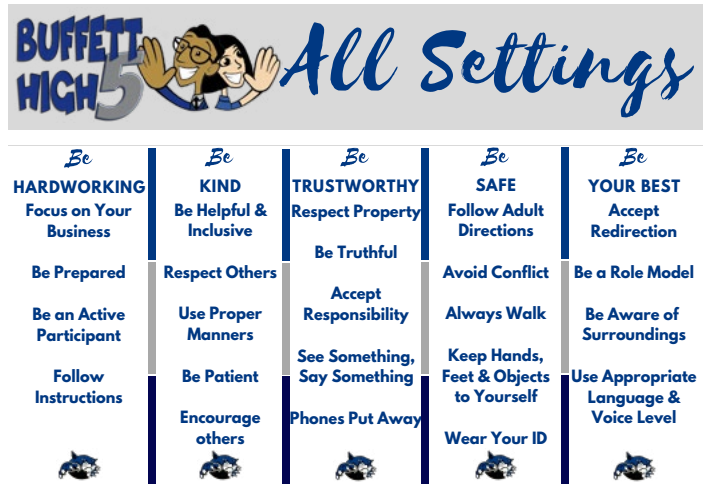 BUFFETT
HIGH 5
All Settings
Be
HARDWORKING
Focus on Your
Business
Be Prepared
Be an Active
Participant
Follow
Instructions
Be
KIND
Be Helpful &
Inclusive
Respect Others
Use Proper
Manners
Be Patient
Encourage
others
Be
TRUSTWORTHY
Respect Property
Be Truthful
Accept
Responsibility
See Something,
Say Something
Phones Put Away
Be
SAFE
Follow Adult
Directions
Avoid Conflict
Always Walk
Keep Hands,
Feet & Objects
to Yourself
Wear Your ID
Be
YOUR BEST
Accept
Redirection
Be a Role Model
Be Aware of
Surroundings
Use Appropriate
Language &
Voice Level